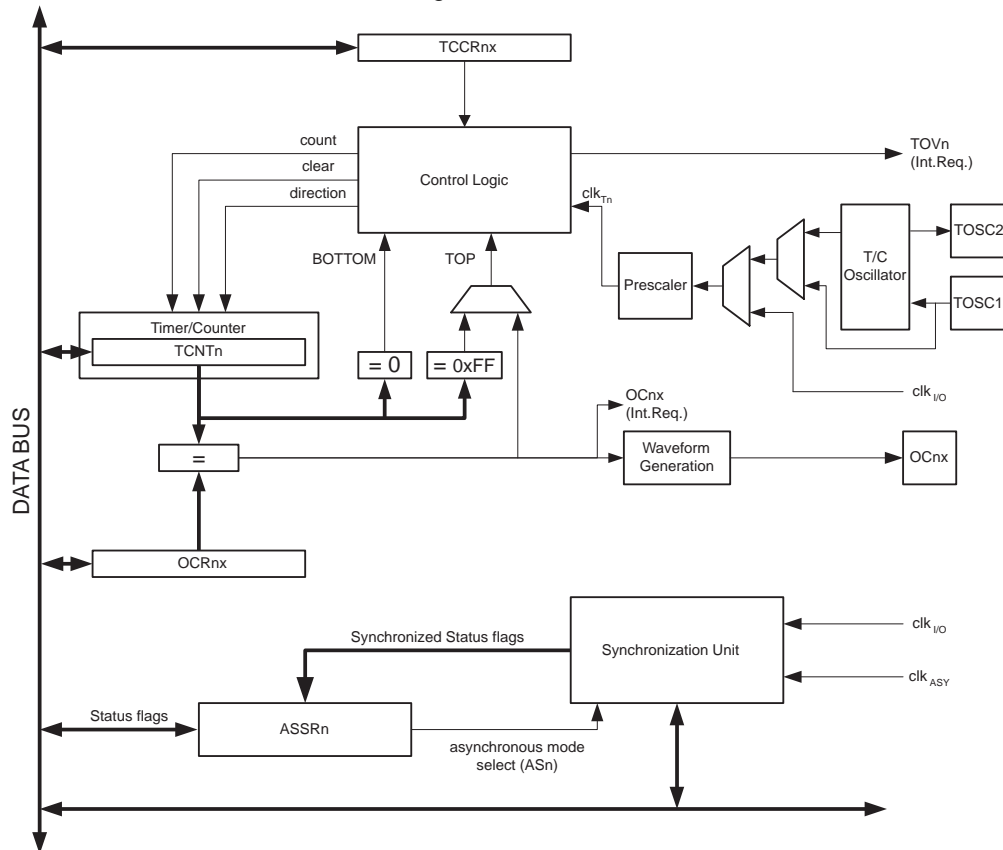 TCCRnx
count
clear
direction
Control Logic
TOVn
(Int.Req.)
clkTn
BOTTOM
TOP
TOSC2
T/C
Oscillator
Prescaler
TOSC1
Timer/Counter
TCNTn
= 0
= 0xFF
clkI/O
OCnx
(Int.Req.)
=
Waveform
Generation
OCnx
DATA BUS
OCRnx
Synchronized Status flags
Synchronization Unit
clkI/O
clkASY
Status flags
ASSRn
asynchronous mode
select (ASn)